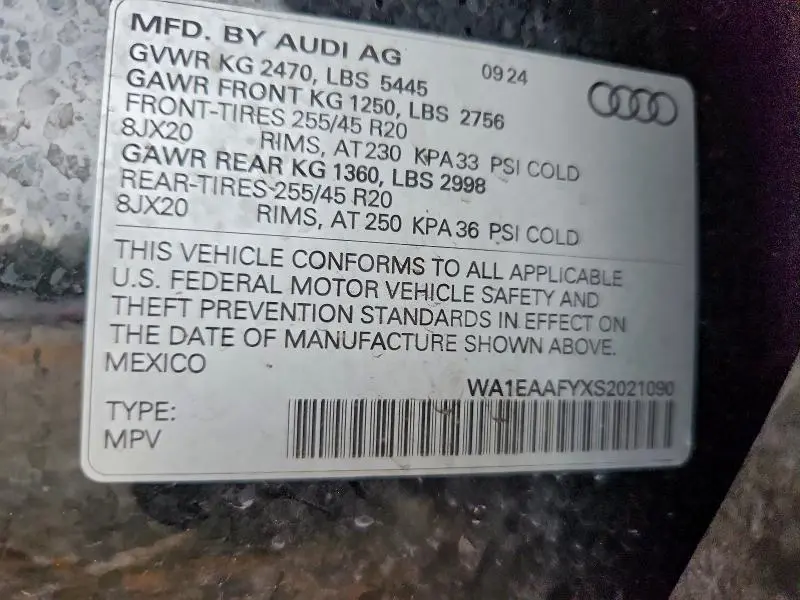 MFD. BY AUDI AG
GVWR KG 2470, LBS 5445 09 24
GAWR FRONT KG 1250, LBS 2756
FRONT-TIRES 255/45 R20
8JX20 RIMS, AT 230 KPA 33 PSI COLD
GAWR REAR KG 1360, LBS 2998
REAR-TIRES-255/45 R20
8JX20 RIMS, AT 250 KPA 36 PSI COLD
THIS VEHICLE CONFORMS TO ALL APPLICABLE
U.S. FEDERAL MOTOR VEHICLE SAFETY AND
THEFT PREVENTION STANDARDS IN EFFECT ON
THE DATE OF MANUFACTURE SHOWN ABOVE.
MEXICO
WA1EAAFYXS2021090
TYPE:
MPV